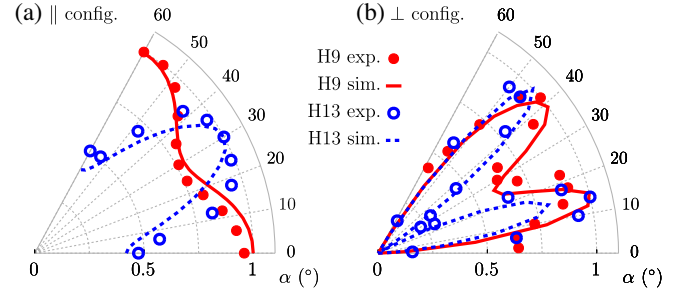 (a) ∥ config.
60
50
40
30
20
10
0
0
0.5
1
α (°)
H9 exp.
H9 sim.
H13 exp.
H13 sim.
(b) ⊥ config.
60
50
40
30
20
10
0
0
0.5
1
α (°)